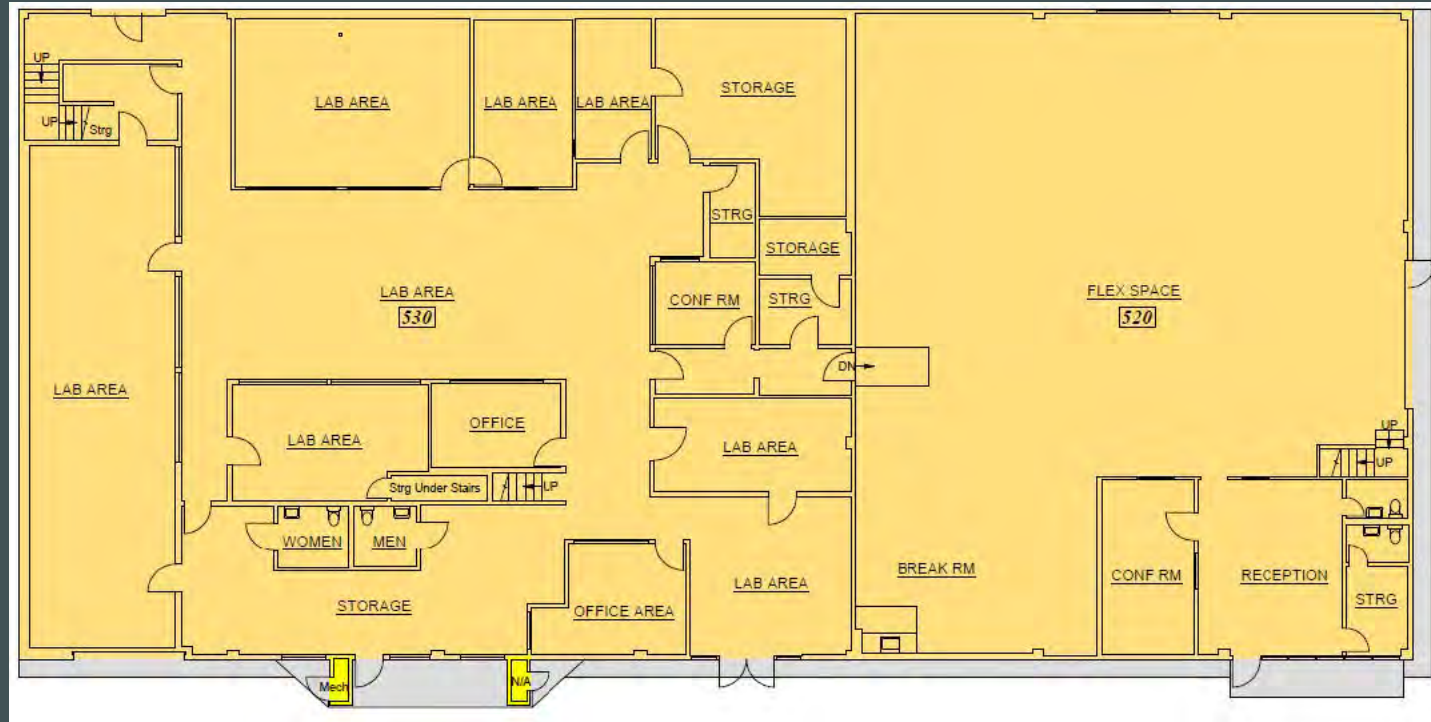 UP
UP
Strg
LAB AREA
LAB AREA
LAB AREA
STORAGE
STRG
STORAGE
LAB AREA
530
CONF RM
STRG
FLEX SPACE
520
DN
LAB AREA
LAB AREA
OFFICE
LAB AREA
UP
UP
Strg Under Stairs
UP
WOMEN
MEN
STORAGE
OFFICE AREA
LAB AREA
BREAK RM
CONF RM
RECEPTION
STRG
Mech
N/A